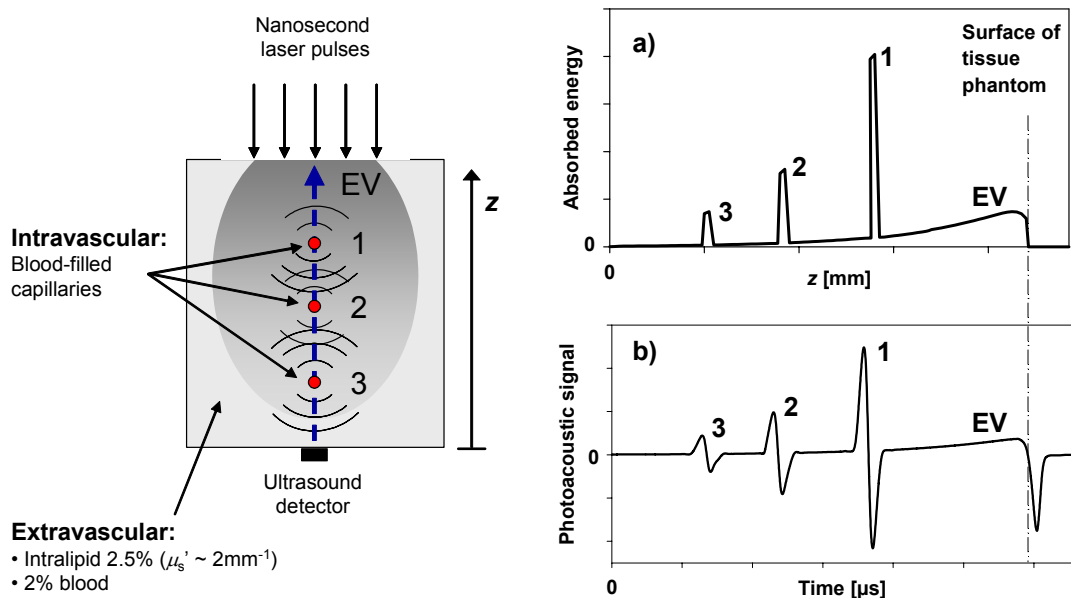 Nanosecond
laser pulses
EV
z
1
2
3
Intravascular:
Blood-filled
capillaries
Ultrasound
detector
Extravascular:
• Intralipid 2.5% (μs’ ~ 2mm-1)
• 2% blood
a)
Surface of
tissue
phantom
1
2
3
EV
Absorbed energy
0
0
z [mm]
b)
1
2
3
EV
Photoacoustic signal
0
0
Time [µs]